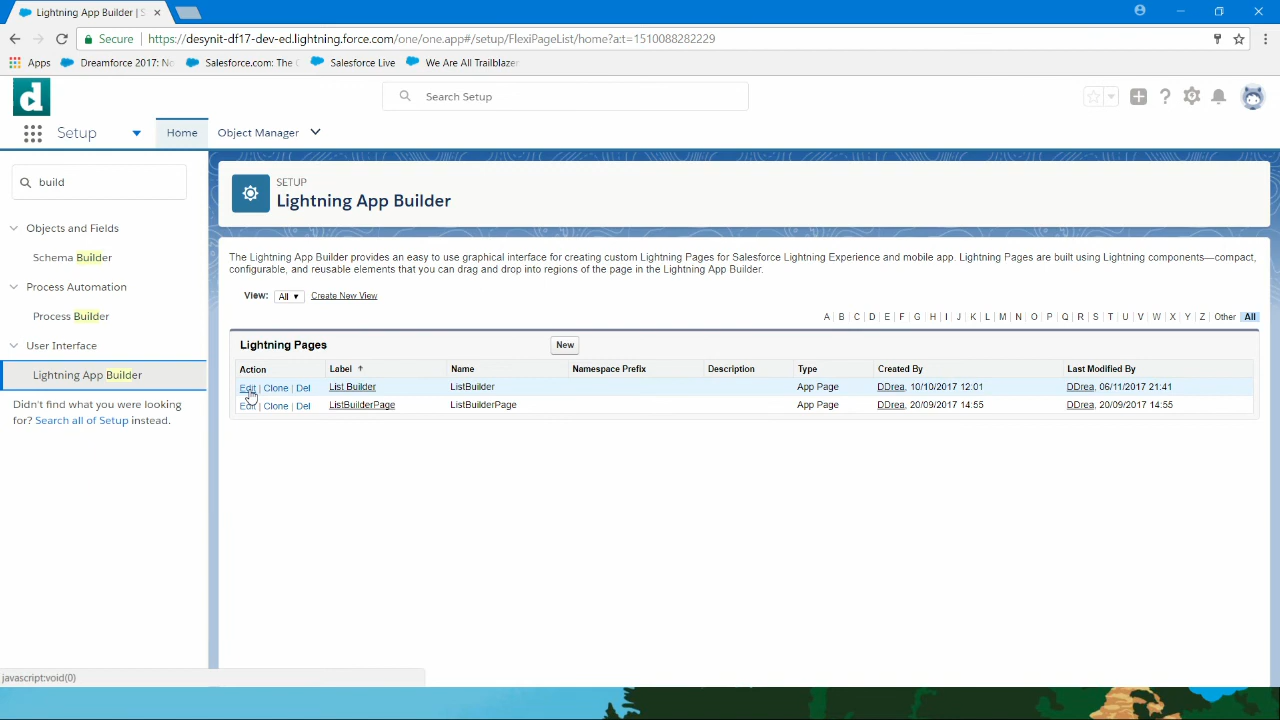 Lightning App Builder | S
Secure
https://desynit-df17-dev-ed.lightning.force.com/one/one.app#/setup/FlexiPageList/home?a:t=1510088282229
Apps
Dreamforce 2017: No
Salesforce.com: The C
Salesforce Live
We Are All Trailblazer
d
Search Setup
Setup
Home
Object Manager
build
Objects and Fields
Schema Builder
Process Automation
Process Builder
User Interface
Lightning App Builder
Didn't find what you were looking
for? Search all of Setup instead.
SETUP
Lightning App Builder
The Lightning App Builder provides an easy to use graphical interface for creating custom Lightning Pages for Salesforce Lightning Experience and mobile app. Lightning Pages are built using Lightning components—compact,
configurable, and reusable elements that you can drag and drop into regions of the page in the Lightning App Builder.
View: All Create New View
A B C D E F G H I J K L M N O P Q R S T U V W X Y Z Other All
Lightning Pages New
Action Label Name Namespace Prefix Description Type Created By Last Modified By
Edit | Clone | Del List Builder ListBuilder App Page DDrea, 10/10/2017 12:01 DDrea, 06/11/2017 21:41
Edit | Clone | Del ListBuilderPage ListBuilderPage App Page DDrea, 20/09/2017 14:55 DDrea, 20/09/2017 14:55
javascript:void(0)